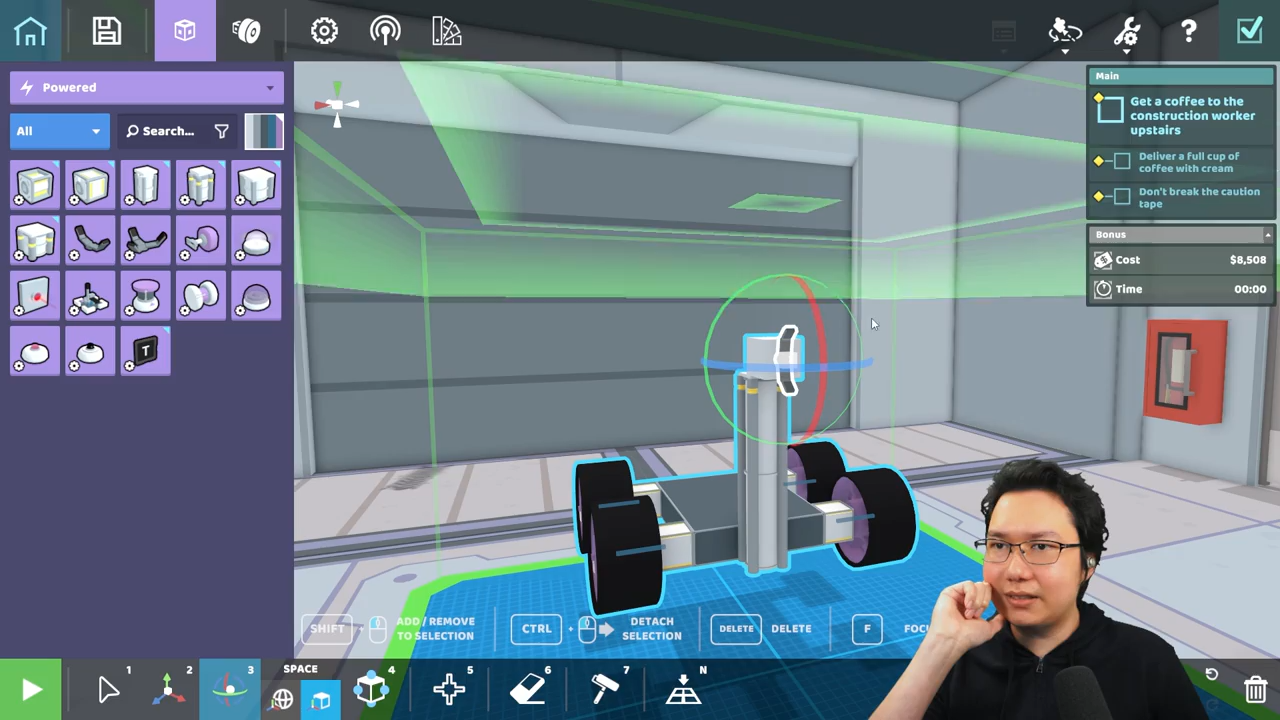 Powered
All
Search...
T
Main
Get a coffee to the
construction worker
upstairs
Deliver a full cup of
coffee with cream
Don't break the caution
tape
Bonus
Cost $8,508
Time 00:00
?
SHIFT
ADD / REMOVE
TO SELECTION
CTRL
DETACH
SELECTION
DELETE
DELETE
F
1
2
3
SPACE
4
5
6
7
N